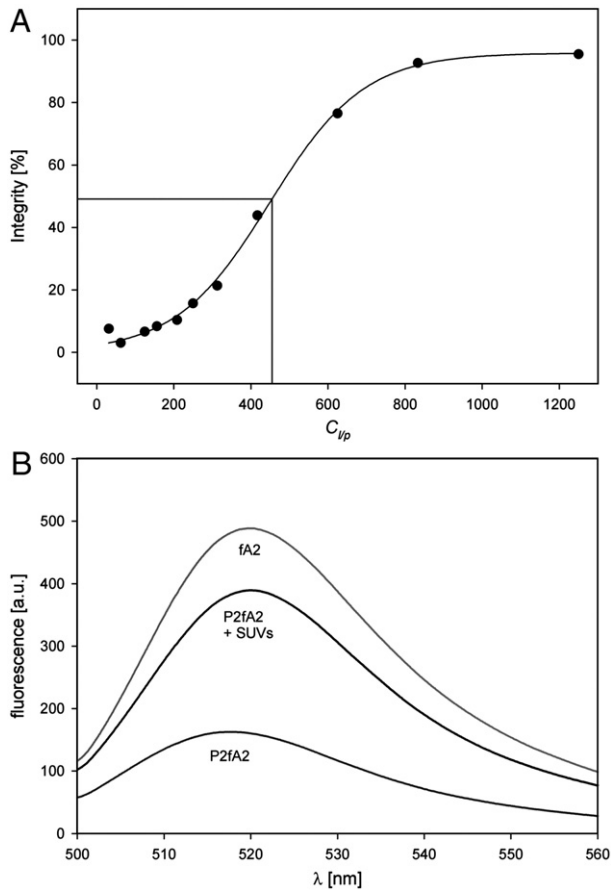 A
100
80
60
40
20
0
Integrity [%]
0 200 400 600 800 1000 1200
C l/p
B
600
500
400
300
200
100
0
fluorescence [a.u.]
fA2
P2fA2
+ SUVs
P2fA2
500 510 520 530 540 550 560
λ [nm]